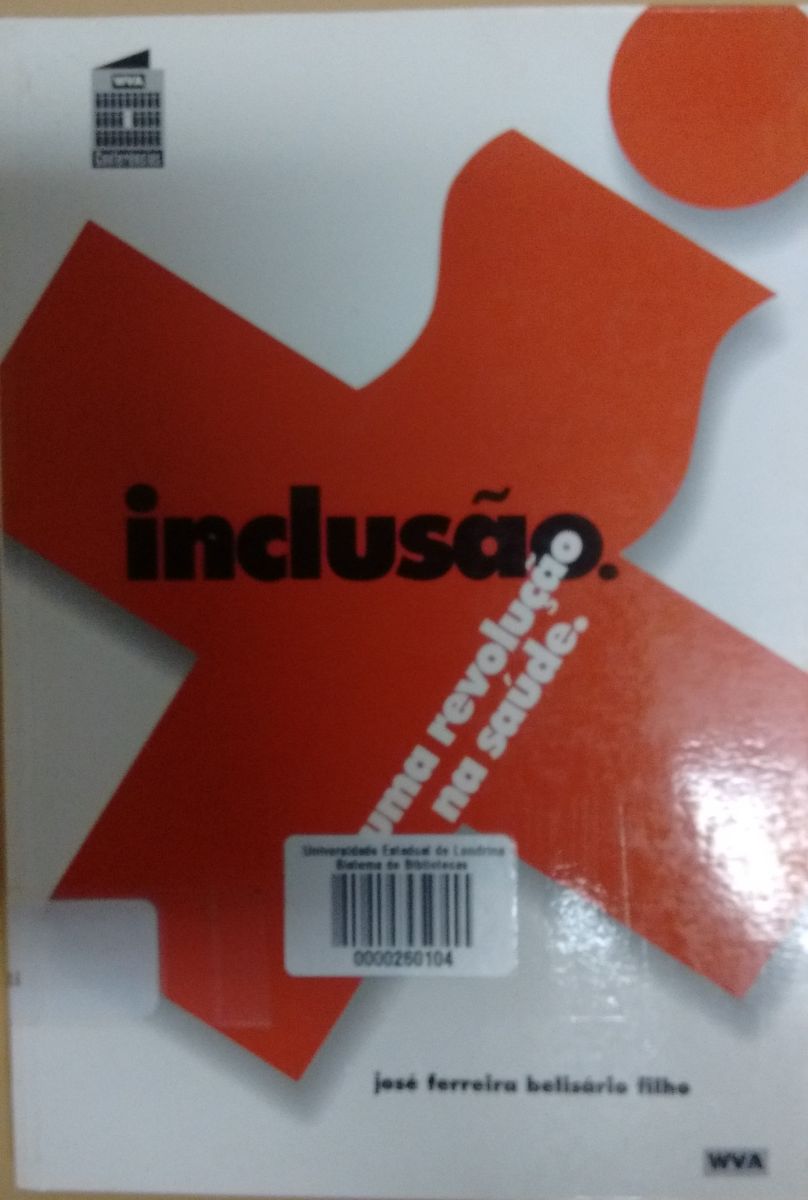 WVA
inclusão.
uma revolução
na saúde.
Universidade Estadual de Londrina
Sistema de Bibliotecas
0000260104
josé ferreira belisário filho
WVA